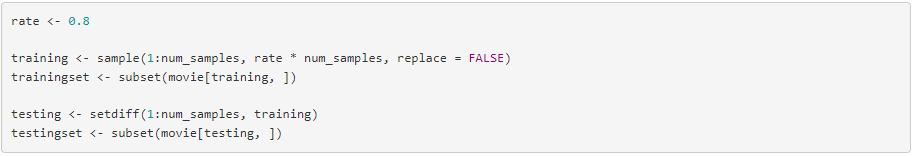 rate <- 0.8
training <- sample(1:num_samples, rate * num_samples, replace = FALSE)
trainingset <- subset(movie[training, ])
testing <- setdiff(1:num_samples, training)
testingset <- subset(movie[testing, ])